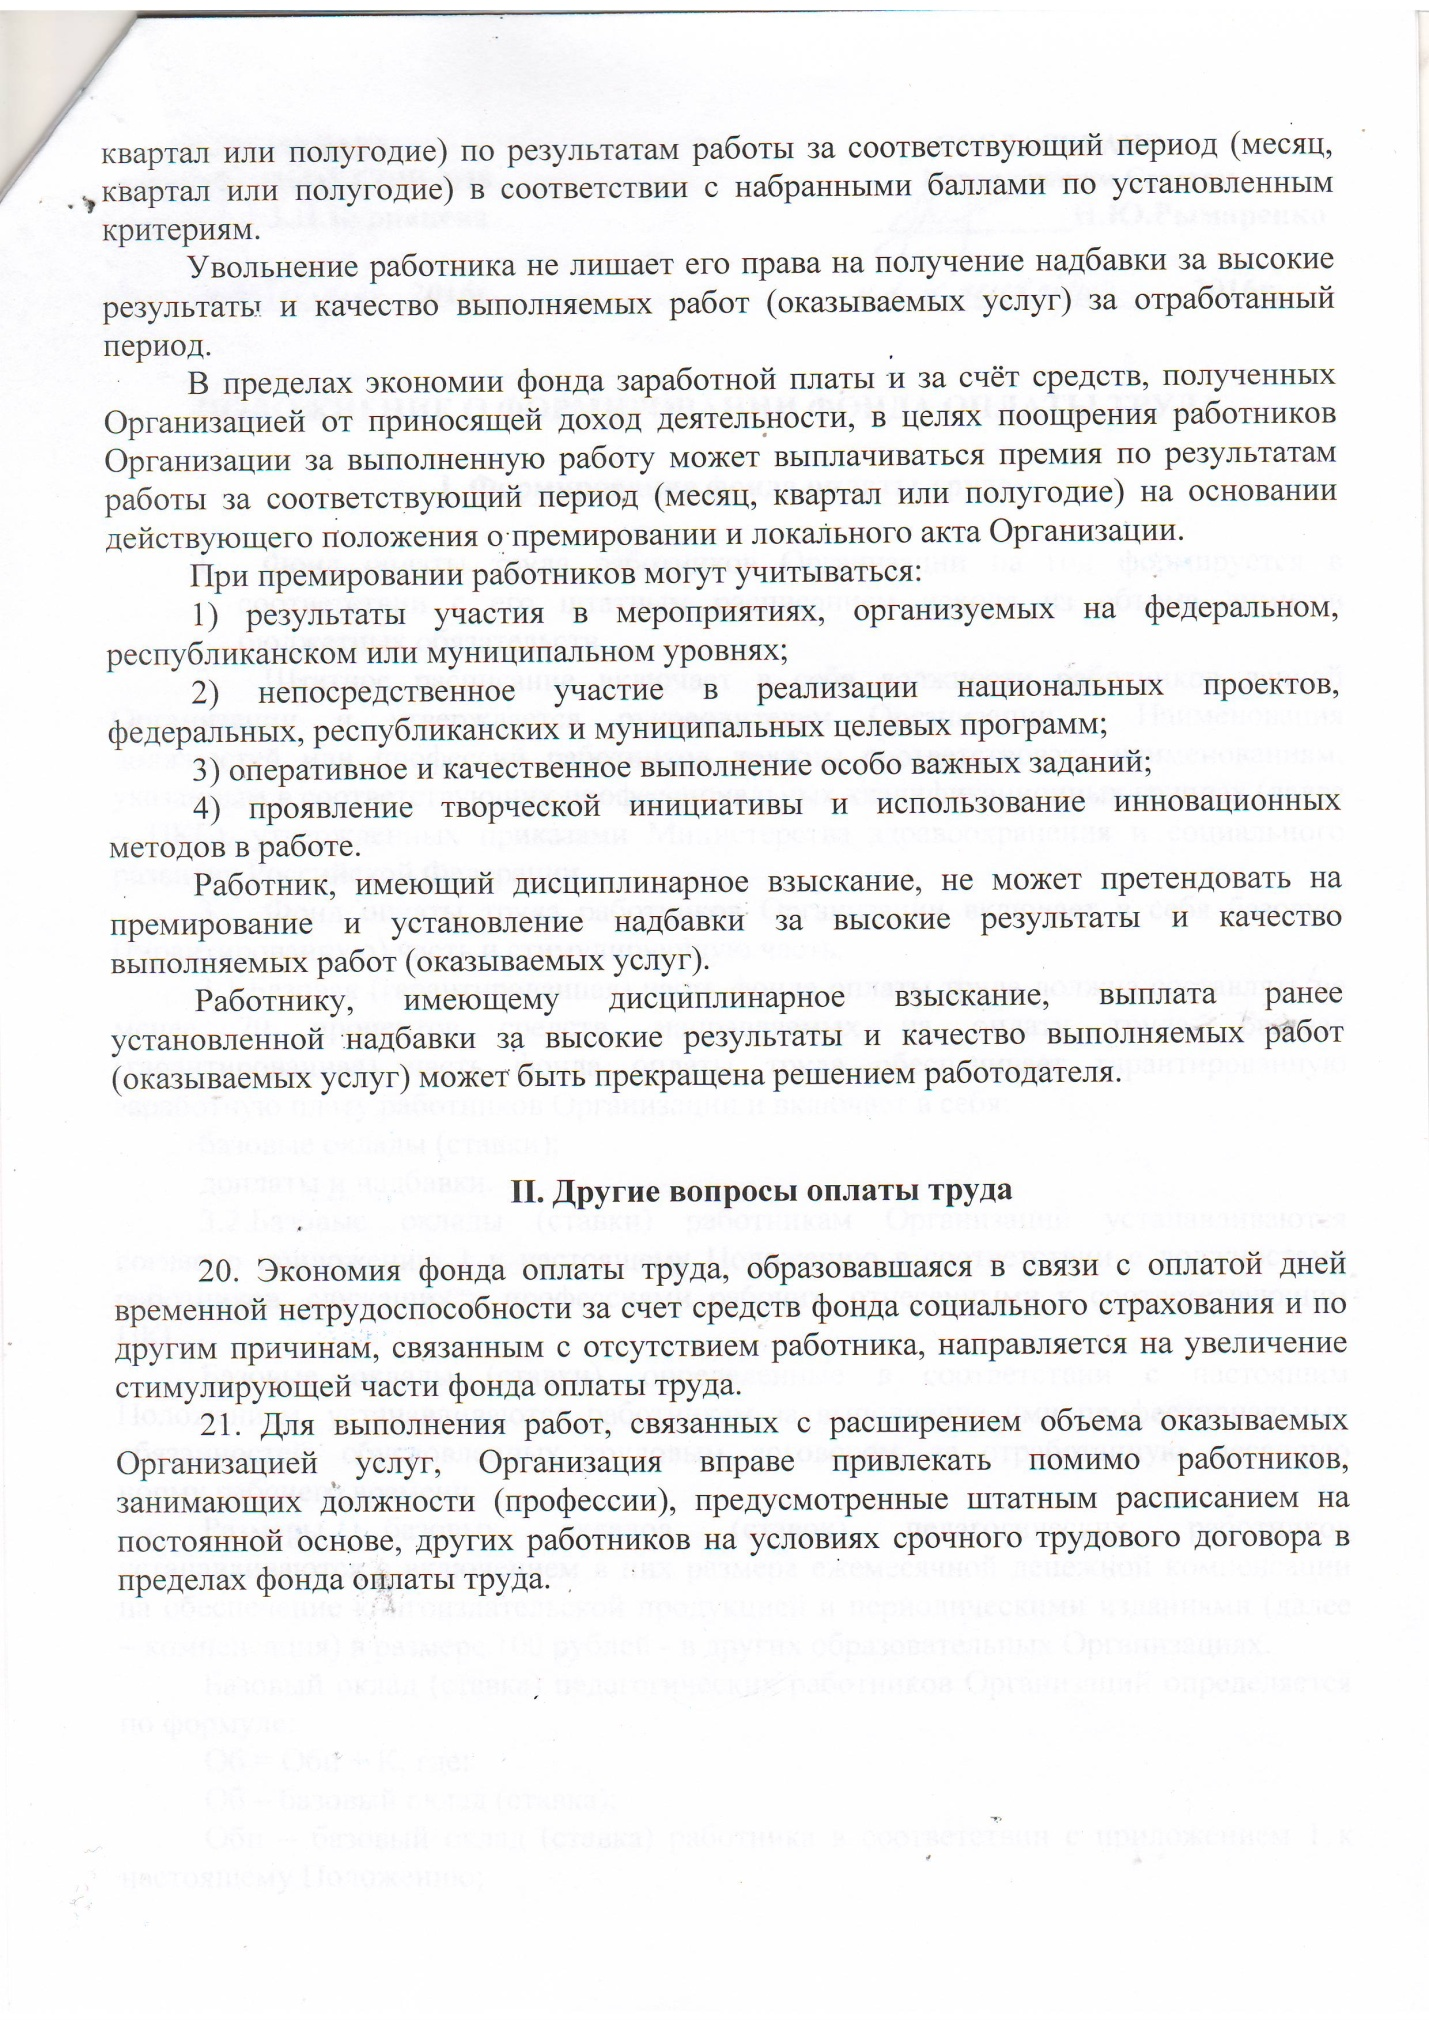 квартал или полугодие) по результатам работы за соответствующий период (месяц,
квартал или полугодие) в соответствии с набранными баллами по установленным
критериям.
Увольнение работника не лишает его права на получение надбавки за высокие
результаты и качество выполняемых работ (оказываемых услуг) за отработанный
период.
В пределах экономии фонда заработной платы и за счёт средств, полученных
Организацией от приносящей доход деятельности, в целях поощрения работников
Организации за выполненную работу может выплачиваться премия по результатам
работы за соответствующий период (месяц, квартал или полугодие) на основании
действующего положения о премировании и локального акта Организации.
При премировании работников могут учитываться:
1) результаты участия в мероприятиях, организуемых на федеральном,
республиканском или муниципальном уровнях;
2) непосредственное участие в реализации национальных проектов,
федеральных, республиканских и муниципальных целевых программ;
3) оперативное и качественное выполнение особо важных заданий;
4) проявление творческой инициативы и использование инновационных
методов в работе.
Работник, имеющий дисциплинарное взыскание, не может претендовать на
премирование и установление надбавки за высокие результаты и качество
выполняемых работ (оказываемых услуг).
Работнику, имеющему дисциплинарное взыскание, выплата ранее
установленной надбавки за высокие результаты и качество выполняемых работ
(оказываемых услуг) может быть прекращена решением работодателя.
II. Другие вопросы оплаты труда
20. Экономия фонда оплаты труда, образовавшаяся в связи с оплатой дней
временной нетрудоспособности за счет средств фонда социального страхования и по
другим причинам, связанным с отсутствием работника, направляется на увеличение
стимулирующей части фонда оплаты труда.
21. Для выполнения работ, связанных с расширением объема оказываемых
Организацией услуг, Организация вправе привлекать помимо работников,
занимающих должности (профессии), предусмотренные штатным расписанием на
постоянной основе, других работников на условиях срочного трудового договора в
пределах фонда оплаты труда.